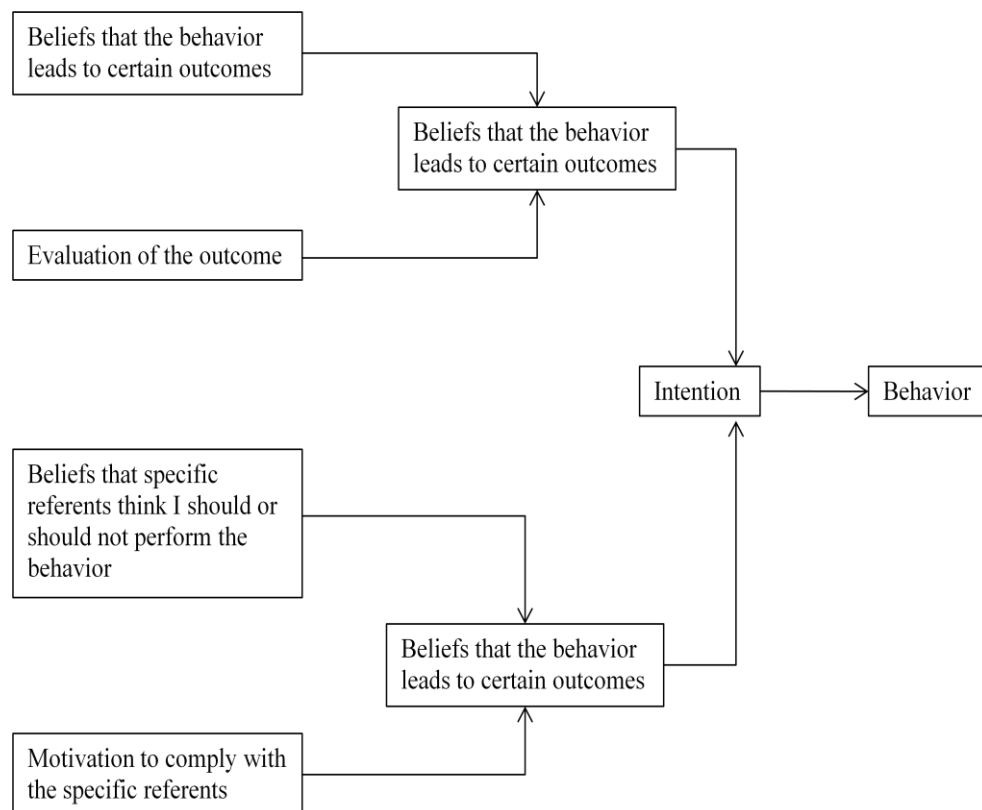 Beliefs that the behavior
leads to certain outcomes
Beliefs that the behavior
leads to certain outcomes
Evaluation of the outcome
Intention
Behavior
Beliefs that specific
referents think I should or
should not perform the
behavior
Beliefs that the behavior
leads to certain outcomes
Motivation to comply with
the specific referents